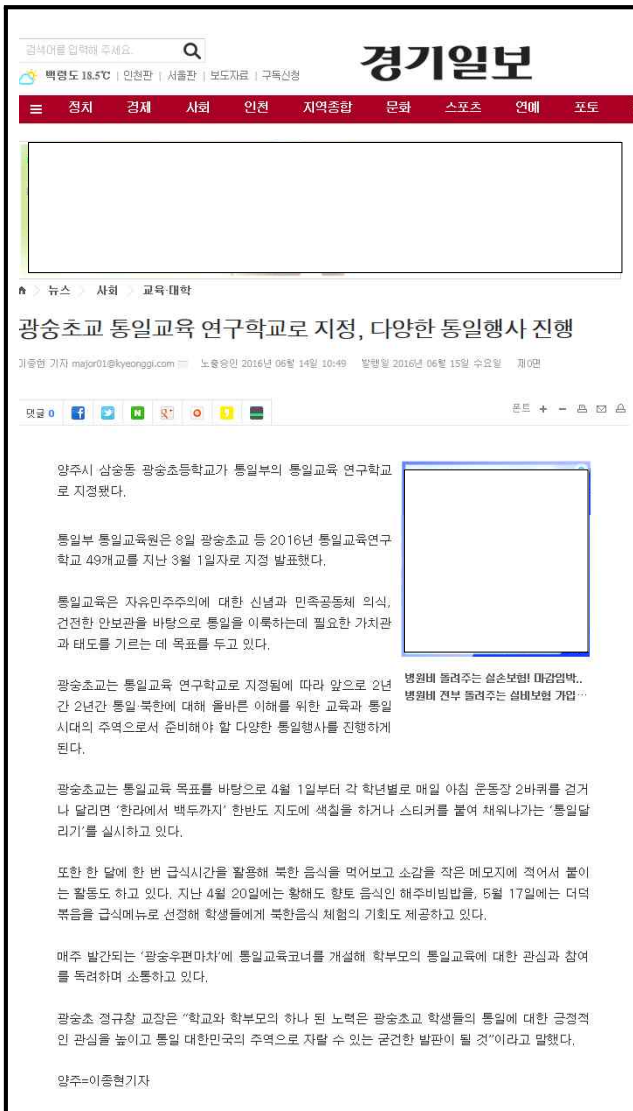 검색어를 입력해 주세요.
경기일보
백령도 18.5℃ | 인천판 | 서울판 | 보도자료 | 구독신청
정치 경제 사회 인천 지역종합 문화 스포츠 연예 포토
뉴스 > 사회 > 교육·대학
광숭초교 통일교육 연구학교로 지정, 다양한 통일행사 진행
이종현 기자 major01@kyeonggi.com 노출승인 2016년 06월 14일 10:49 발행일 2016년 06월 15일 수요일 제0면
댓글 0
폰트 + -
양주시 삼숭동 광숭초등학교가 통일부의 통일교육 연구학교
로 지정됐다.
통일부 통일교육원은 8일 광숭초교 등 2016년 통일교육연구
학교 49개교를 지난 3월 1일자로 지정 발표했다.
통일교육은 자유민주주의에 대한 신념과 민족공동체 의식,
건전한 안보관을 바탕으로 통일을 이룩하는데 필요한 가치관
과 태도를 기르는 데 목표를 두고 있다.
광숭초교는 통일교육 연구학교로 지정됨에 따라 앞으로 2년
간 2년간 통일·북한에 대해 올바른 이해를 위한 교육과 통일
시대의 주역으로서 준비해야 할 다양한 통일행사를 진행하게
된다.
병원비 돌려주는 실손보험! 마감임박..
병원비 전부 돌려주는 실비보험 가입…
광숭초교는 통일교육 목표를 바탕으로 4월 1일부터 각 학년별로 매일 아침 운동장 2바퀴를 걷거
나 달리면 '한라에서 백두까지' 한반도 지도에 색칠을 하거나 스티커를 붙여 채워나가는 '통일달
리기'를 실시하고 있다.
또한 한 달에 한 번 급식시간을 활용해 북한 음식을 먹어보고 소감을 작은 메모지에 적어서 붙이
는 활동도 하고 있다. 지난 4월 20일에는 황해도 향토 음식인 해주비빔밥을, 5월 17일에는 더덕
볶음을 급식메뉴로 선정해 학생들에게 북한음식 체험의 기회도 제공하고 있다.
매주 발간되는 '광숭우편마차'에 통일교육코너를 개설해 학부모의 통일교육에 대한 관심과 참여
를 독려하며 소통하고 있다.
광숭초 정규창 교장은 "학교와 학부모의 하나 된 노력은 광숭초교 학생들의 통일에 대한 긍정적
인 관심을 높이고 통일 대한민국의 주역으로 자랄 수 있는 굳건한 발판이 될 것"이라고 말했다.
양주=이종현기자